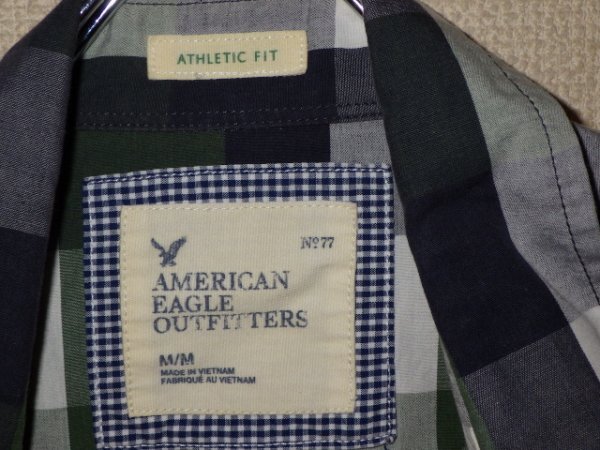 ATHLETIC FIT
Nº77
AMERICAN
EAGLE
OUTFITTERS
M/M
MADE IN VIETNAM
FABRIQUÉ AU VIETNAM